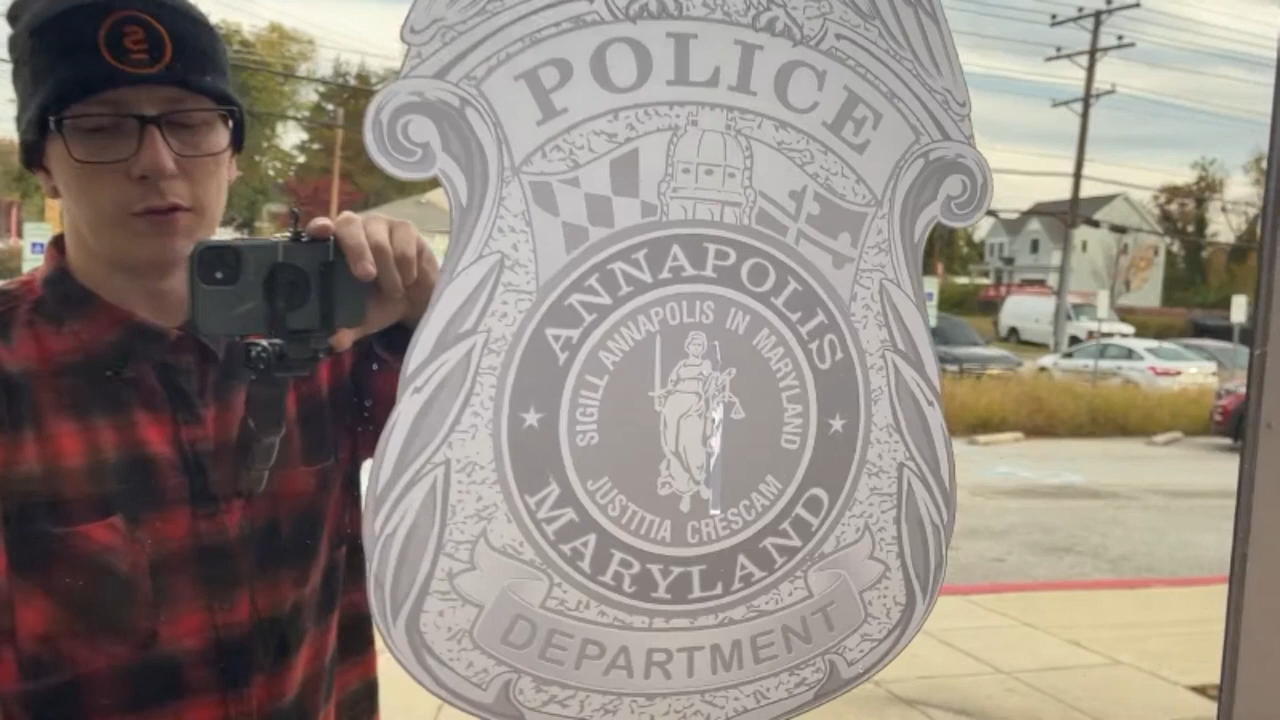 POLICE
ANNAPOLIS
SIGILL ANNAPOLIS IN MARYLAND
JUSTITIA CRESCAM
MARYLAND
DEPARTMENT